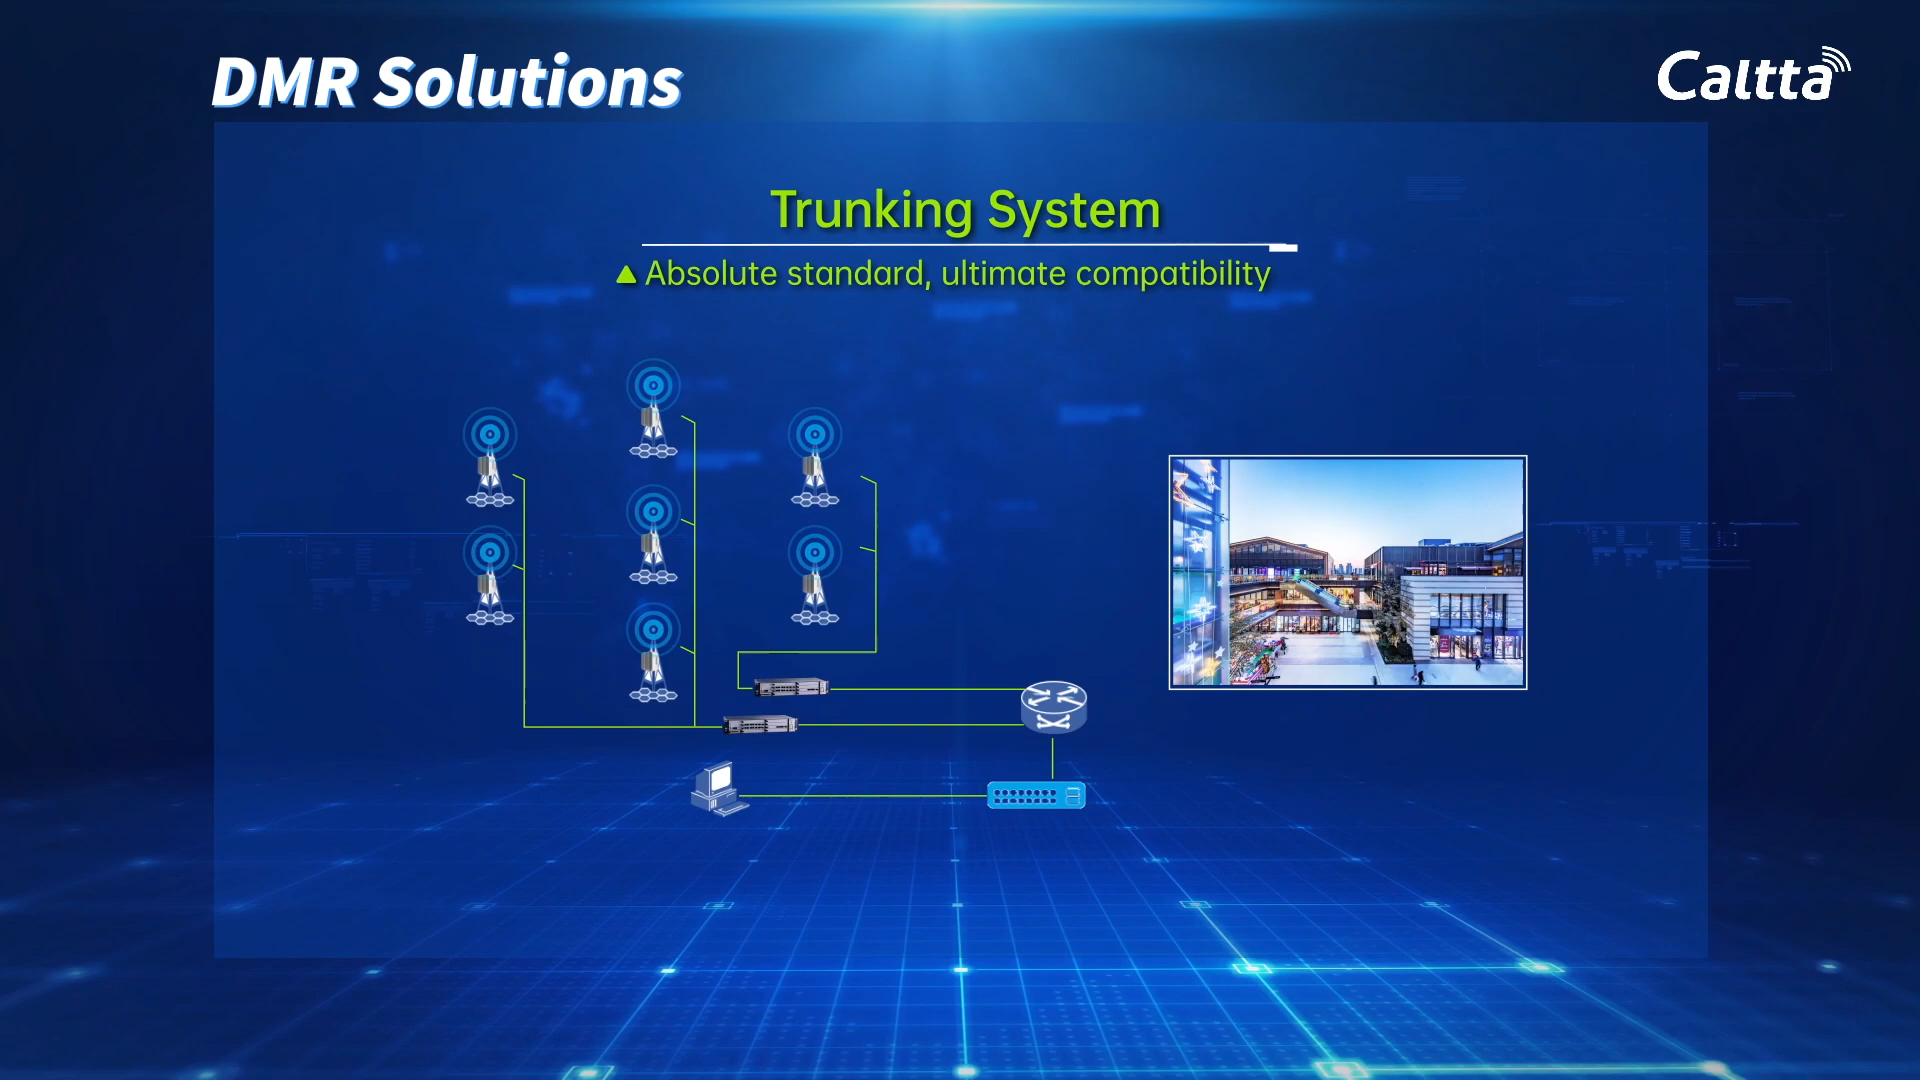 DMR Solutions
Caltta
Trunking System
Absolute standard, ultimate compatibility